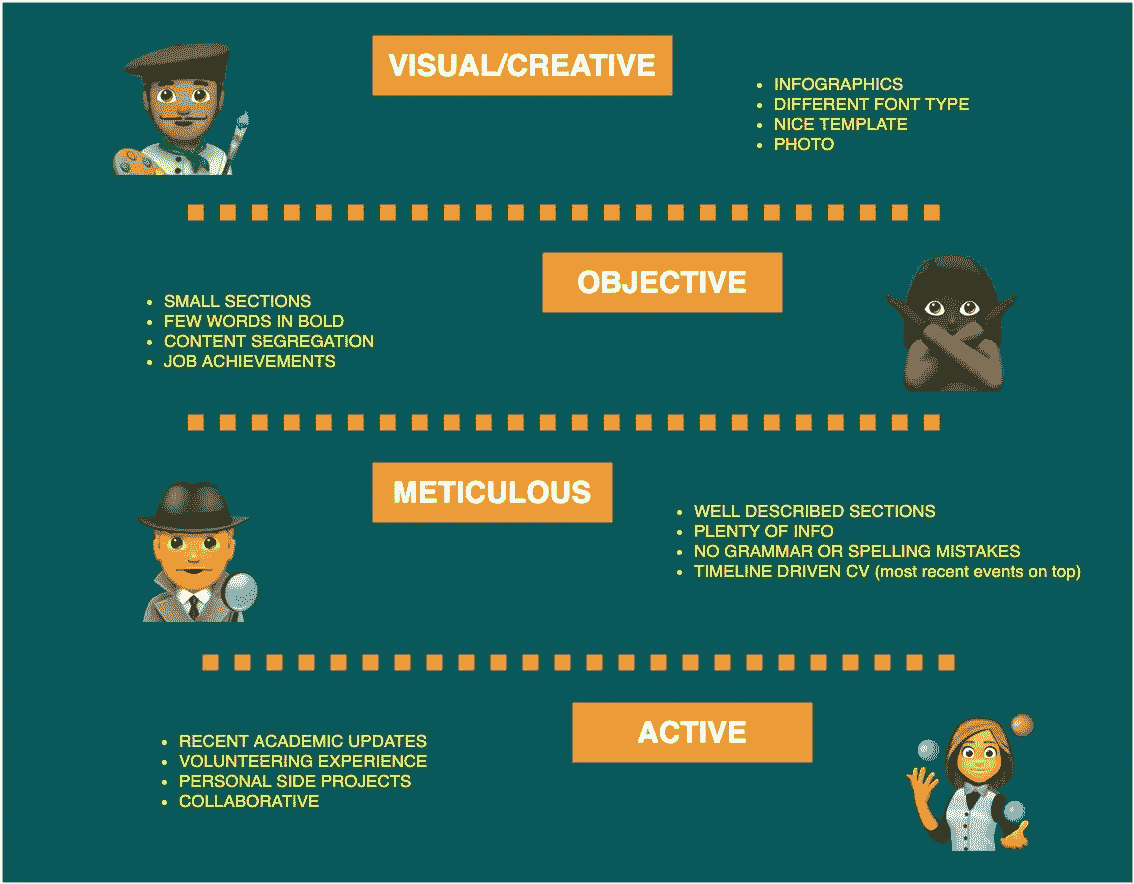 VISUAL/CREATIVE
• INFOGRAPHICS
• DIFFERENT FONT TYPE
• NICE TEMPLATE
• PHOTO
OBJECTIVE
• SMALL SECTIONS
• FEW WORDS IN BOLD
• CONTENT SEGREGATION
• JOB ACHIEVEMENTS
METICULOUS
• WELL DESCRIBED SECTIONS
• PLENTY OF INFO
• NO GRAMMAR OR SPELLING MISTAKES
• TIMELINE DRIVEN CV (most recent events on top)
ACTIVE
• RECENT ACADEMIC UPDATES
• VOLUNTEERING EXPERIENCE
• PERSONAL SIDE PROJECTS
• COLLABORATIVE